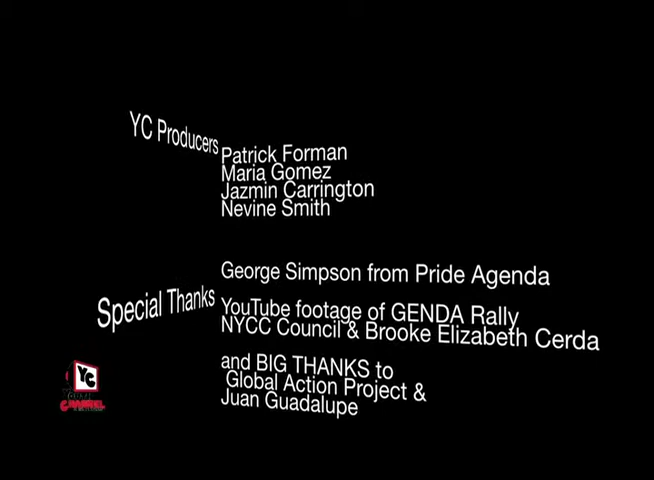 YC Producers
Patrick Forman
Maria Gomez
Jazmin Carrington
Nevine Smith
Special Thanks
George Simpson from Pride Agenda
YouTube footage of GENDA Rally
NYCC Council & Brooke Elizabeth Cerda
and BIG THANKS to
Global Action Project &
Juan Guadalupe
YC
CHANNEL